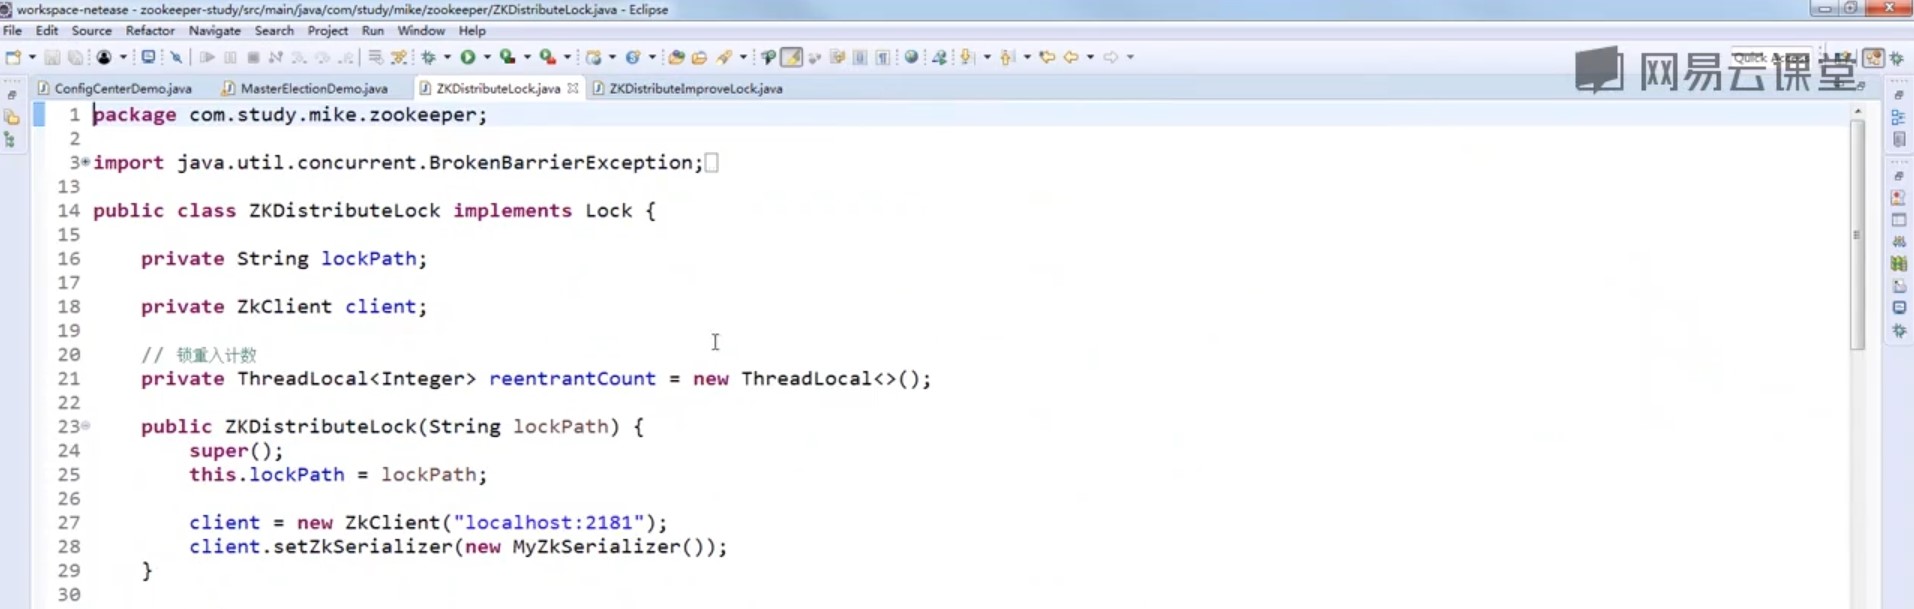 workspace-netease - zookeeper-study/src/main/java/com/study/mike/zookeeper/ZKDistributeLock.java - Eclipse
File Edit Source Refactor Navigate Search Project Run Window Help
Quick Access
网易云课堂
ConfigCenterDemo.java MasterElectionDemo.java ZKDistributeLock.java ZKDistributeImproveLock.java
1 package com.study.mike.zookeeper;
2
3 import java.util.concurrent.BrokenBarrierException;
13
14 public class ZKDistributeLock implements Lock {
15
16 private String lockPath;
17
18 private ZkClient client;
19
20 // 锁重入计数
21 private ThreadLocal<Integer> reentrantCount = new ThreadLocal<>();
22
23 public ZKDistributeLock(String lockPath) {
24 super();
25 this.lockPath = lockPath;
26
27 client = new ZkClient("localhost:2181");
28 client.setZkSerializer(new MyZkSerializer());
29 }
30